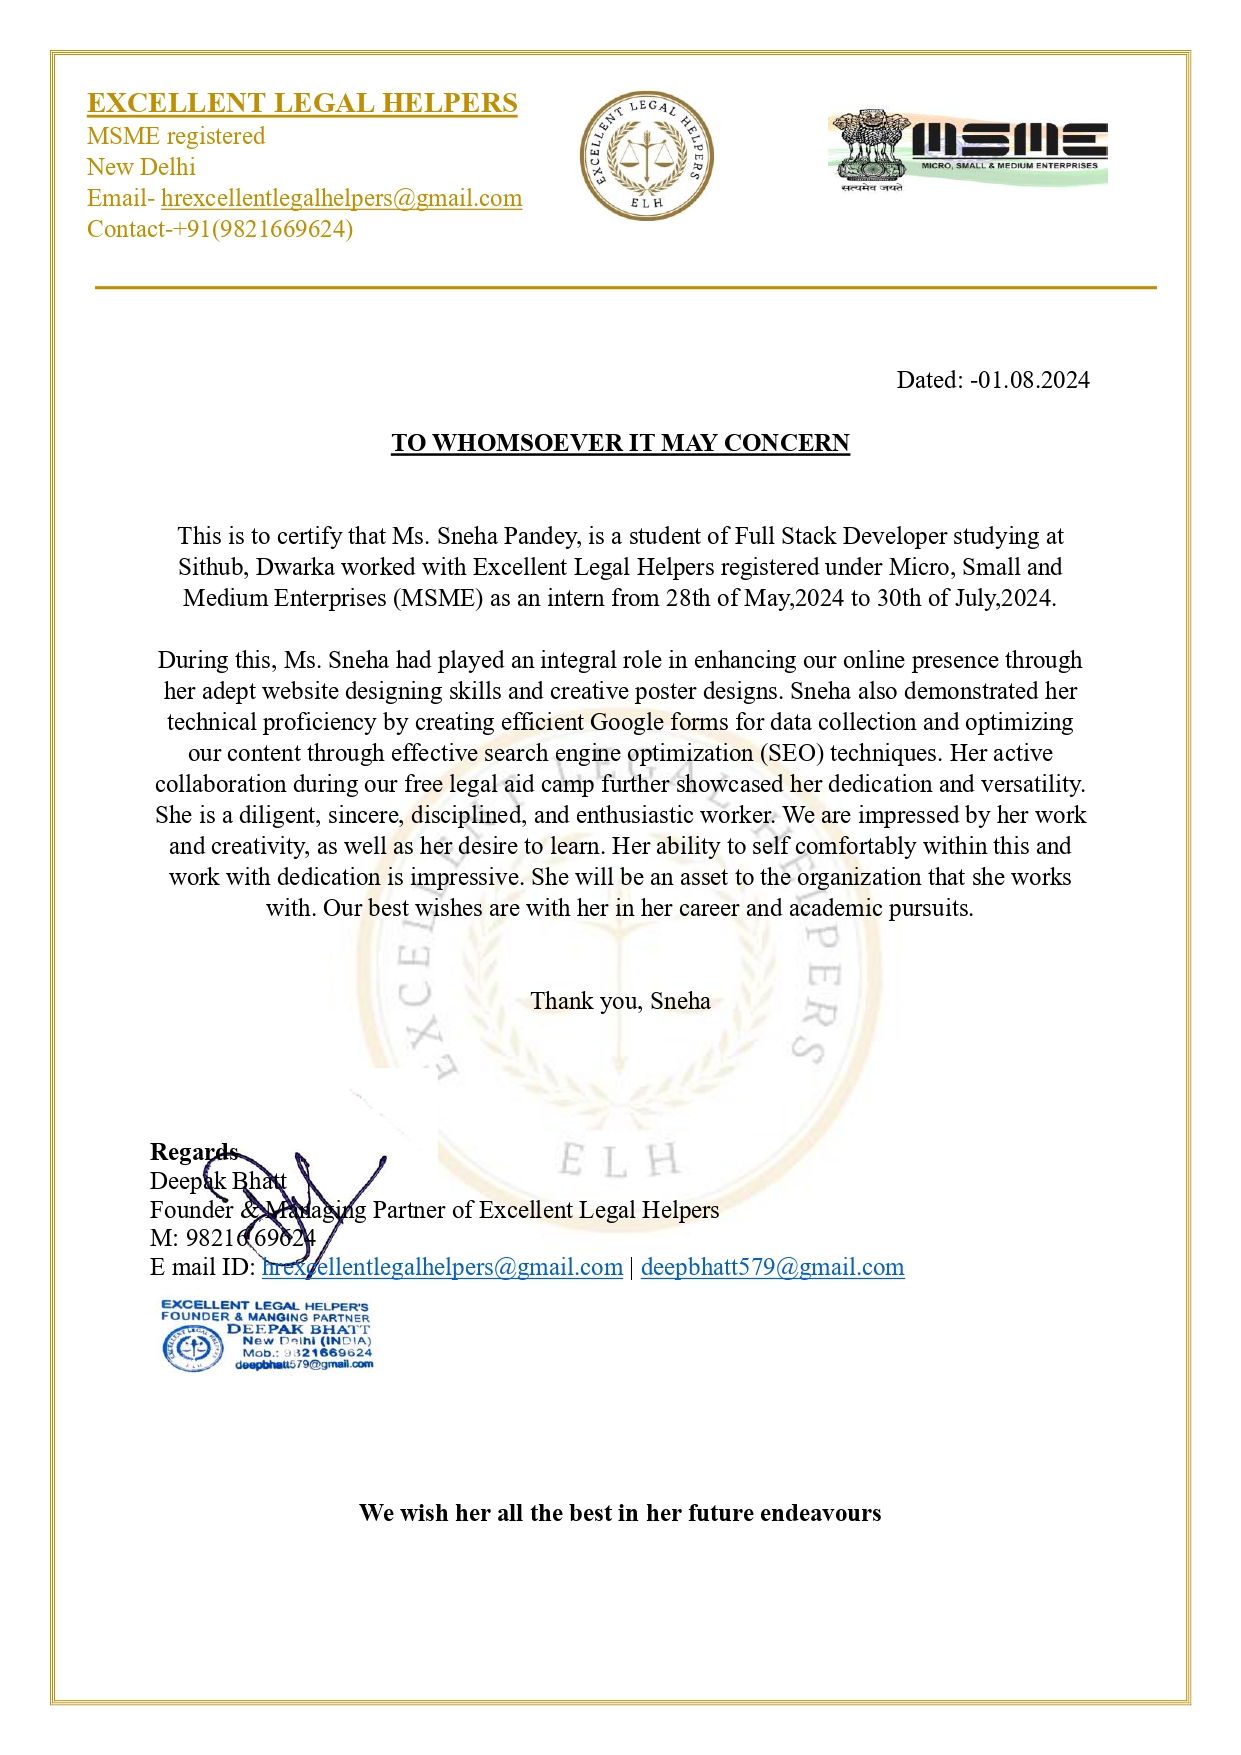 EXCELLENT LEGAL HELPERS
MSME registered
New Delhi
Email- hrexcellentlegalhelpers@gmail.com
Contact-+91(9821669624)
EXCELLENT LEGAL HELPERS
ELH
सत्यमेव जयते
MSME
MICRO, SMALL & MEDIUM ENTERPRISES
Dated: -01.08.2024
TO WHOMSOEVER IT MAY CONCERN
This is to certify that Ms. Sneha Pandey, is a student of Full Stack Developer studying at
Sithub, Dwarka worked with Excellent Legal Helpers registered under Micro, Small and
Medium Enterprises (MSME) as an intern from 28th of May,2024 to 30th of July,2024.
During this, Ms. Sneha had played an integral role in enhancing our online presence through
her adept website designing skills and creative poster designs. Sneha also demonstrated her
technical proficiency by creating efficient Google forms for data collection and optimizing
our content through effective search engine optimization (SEO) techniques. Her active
collaboration during our free legal aid camp further showcased her dedication and versatility.
She is a diligent, sincere, disciplined, and enthusiastic worker. We are impressed by her work
and creativity, as well as her desire to learn. Her ability to self comfortably within this and
work with dedication is impressive. She will be an asset to the organization that she works
with. Our best wishes are with her in her career and academic pursuits.
Thank you, Sneha
EXCELLENT LEGAL HELPERS
ELH
Regards
Deepak Bhatt
Founder & Managing Partner of Excellent Legal Helpers
M: 98216 69624
E mail ID: hrexcellentlegalhelpers@gmail.com | deepbhatt579@gmail.com
EXCELLENT LEGAL HELPER'S
FOUNDER & MANGING PARTNER
DEEPAK BHATT
New Delhi (INDIA)
Mob.: 9821669624
deepbhatt579@gmail.com
We wish her all the best in her future endeavours